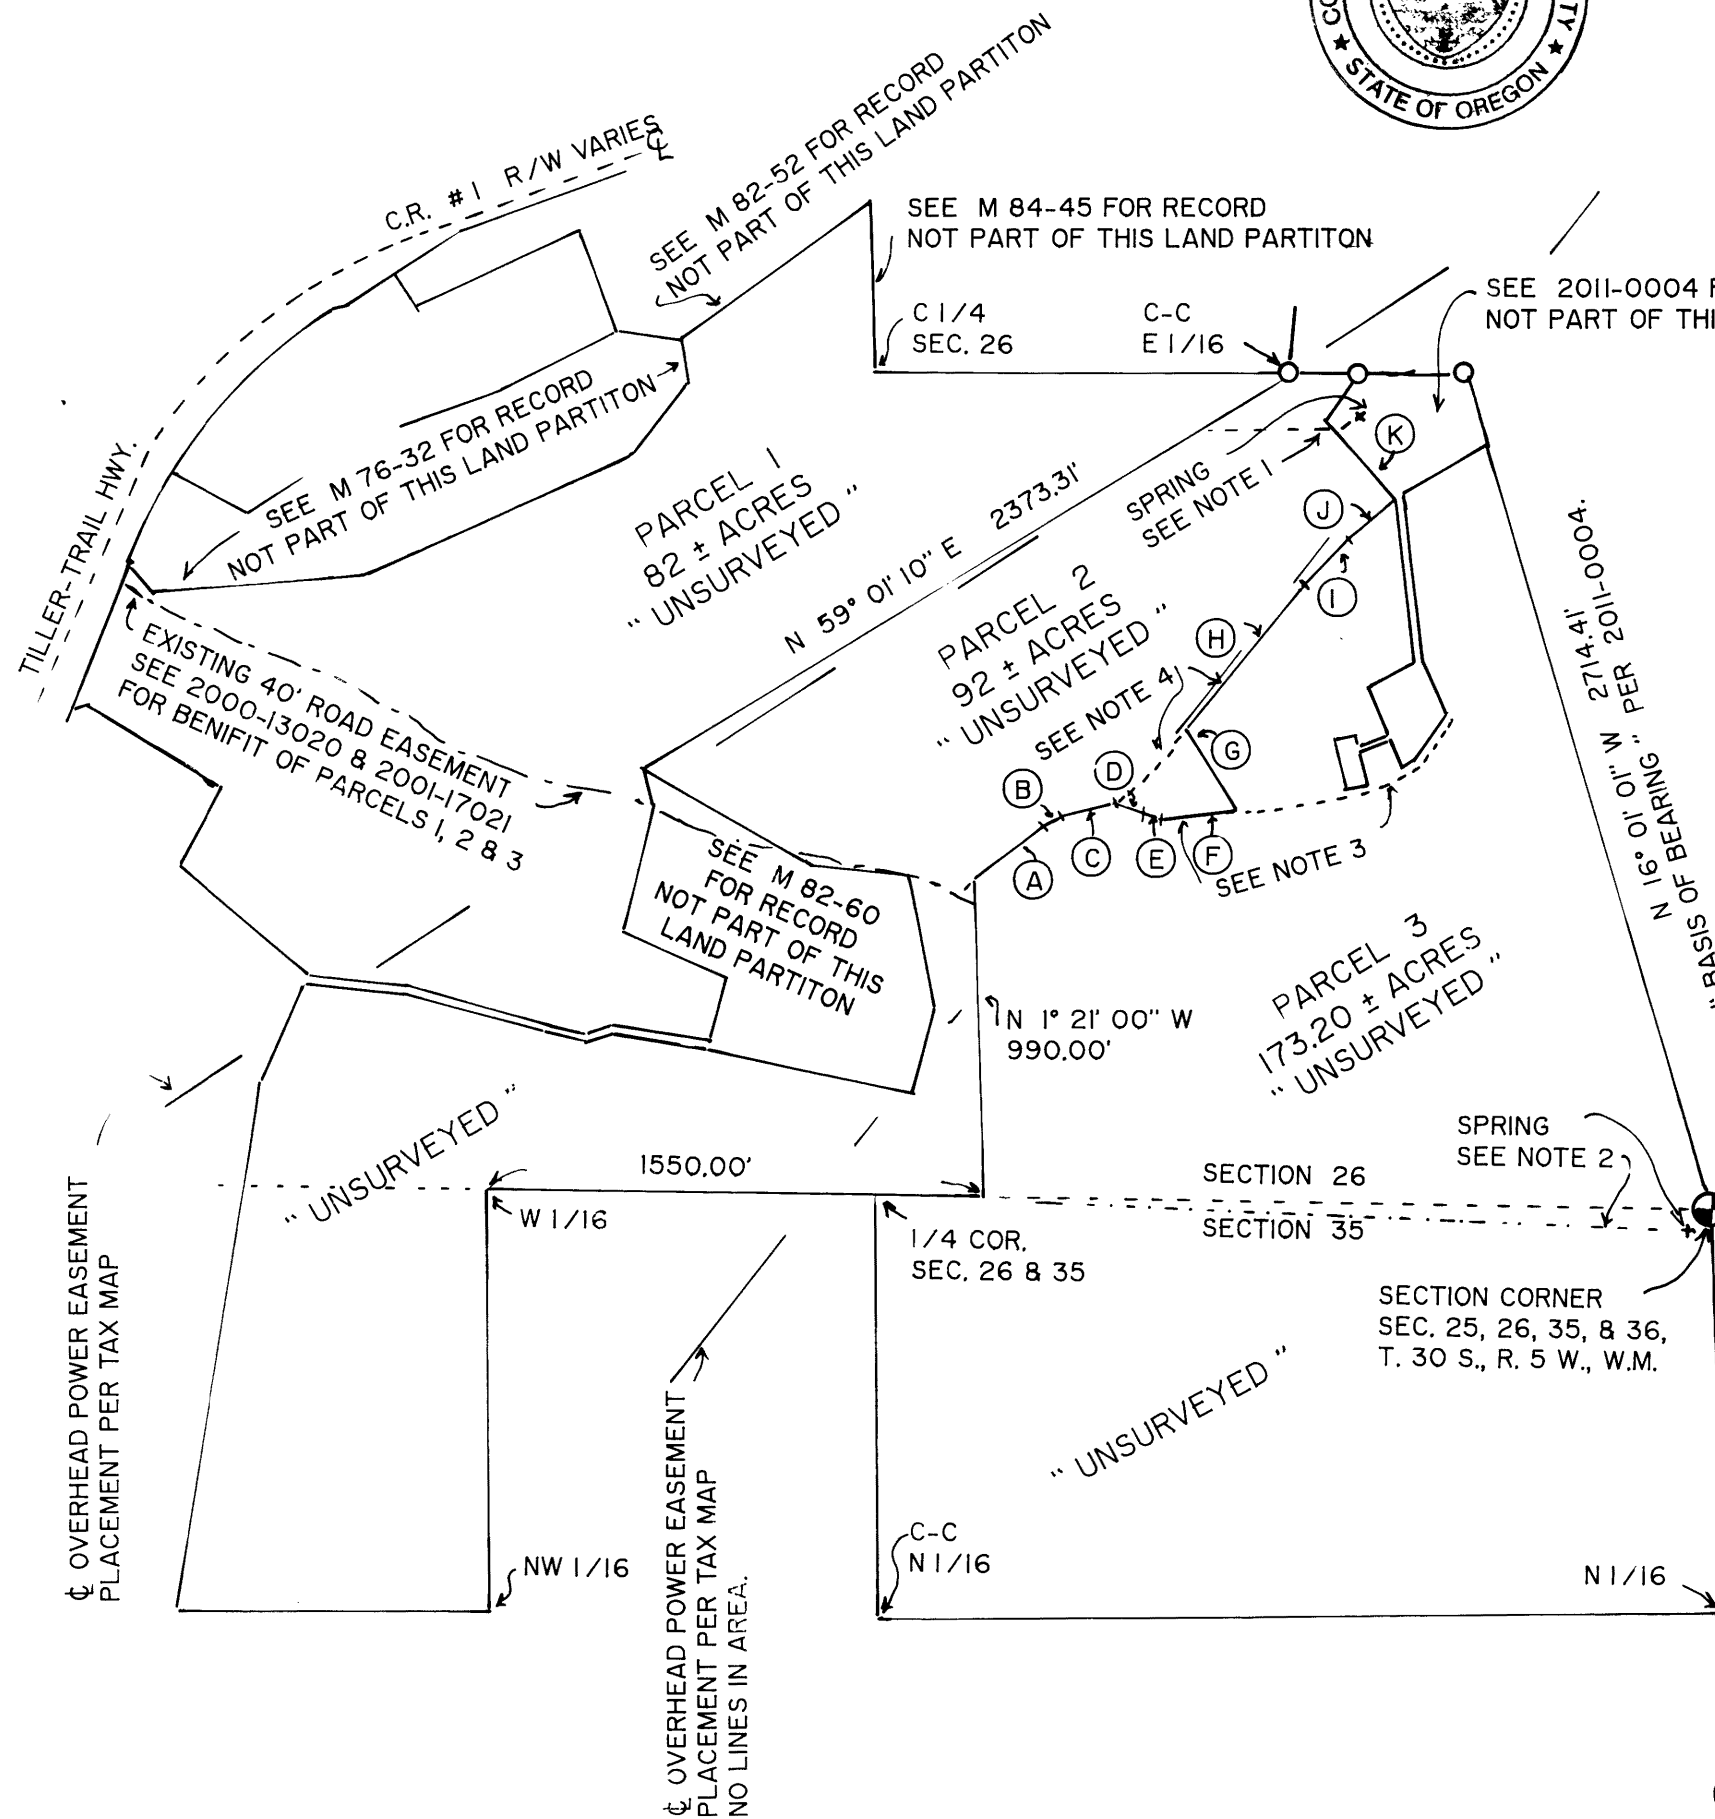 STATE OF OREGON
C.R. #1 R/W VARIES
℄
SEE M 82-52 FOR RECORD
NOT PART OF THIS LAND PARTITON
SEE M 84-45 FOR RECORD
NOT PART OF THIS LAND PARTITON
C 1/4
SEC. 26
C-C
E 1/16
SEE 2011-0004
NOT PART OF
TILLER-TRAIL HWY.
SEE M 76-32 FOR RECORD
NOT PART OF THIS LAND PARTITON
PARCEL 1
82 ± ACRES
"UNSURVEYED"
N 59° 01' 10" E 2373.31'
SPRING
SEE NOTE 1
K
J
I
H
PARCEL 2
92 ± ACRES
"UNSURVEYED"
SEE NOTE 4
G
B
D
A
C
E
F
SEE NOTE 3
EXISTING 40' ROAD EASEMENT
SEE 2000-13020 & 2001-17021
FOR BENIFIT OF PARCELS 1, 2 & 3
SEE M 82-60
FOR RECORD
NOT PART OF THIS
LAND PARTITON
N 16° 01' 01" W 2714.41'
"BASIS OF BEARING" PER 2011-0004.
PARCEL 3
173.20 ± ACRES
"UNSURVEYED"
N 1° 21' 00" W
990.00'
"UNSURVEYED"
1550.00'
W 1/16
SECTION 26
SECTION 35
SPRING
SEE NOTE 2
1/4 COR.
SEC. 26 & 35
SECTION CORNER
SEC. 25, 26, 35, & 36,
T. 30 S., R. 5 W., W.M.
"UNSURVEYED"
℄ OVERHEAD POWER EASEMENT
PLACEMENT PER TAX MAP
NW 1/16
℄ OVERHEAD POWER EASEMENT
PLACEMENT PER TAX MAP
NO LINES IN AREA.
C-C
N 1/16
N 1/16